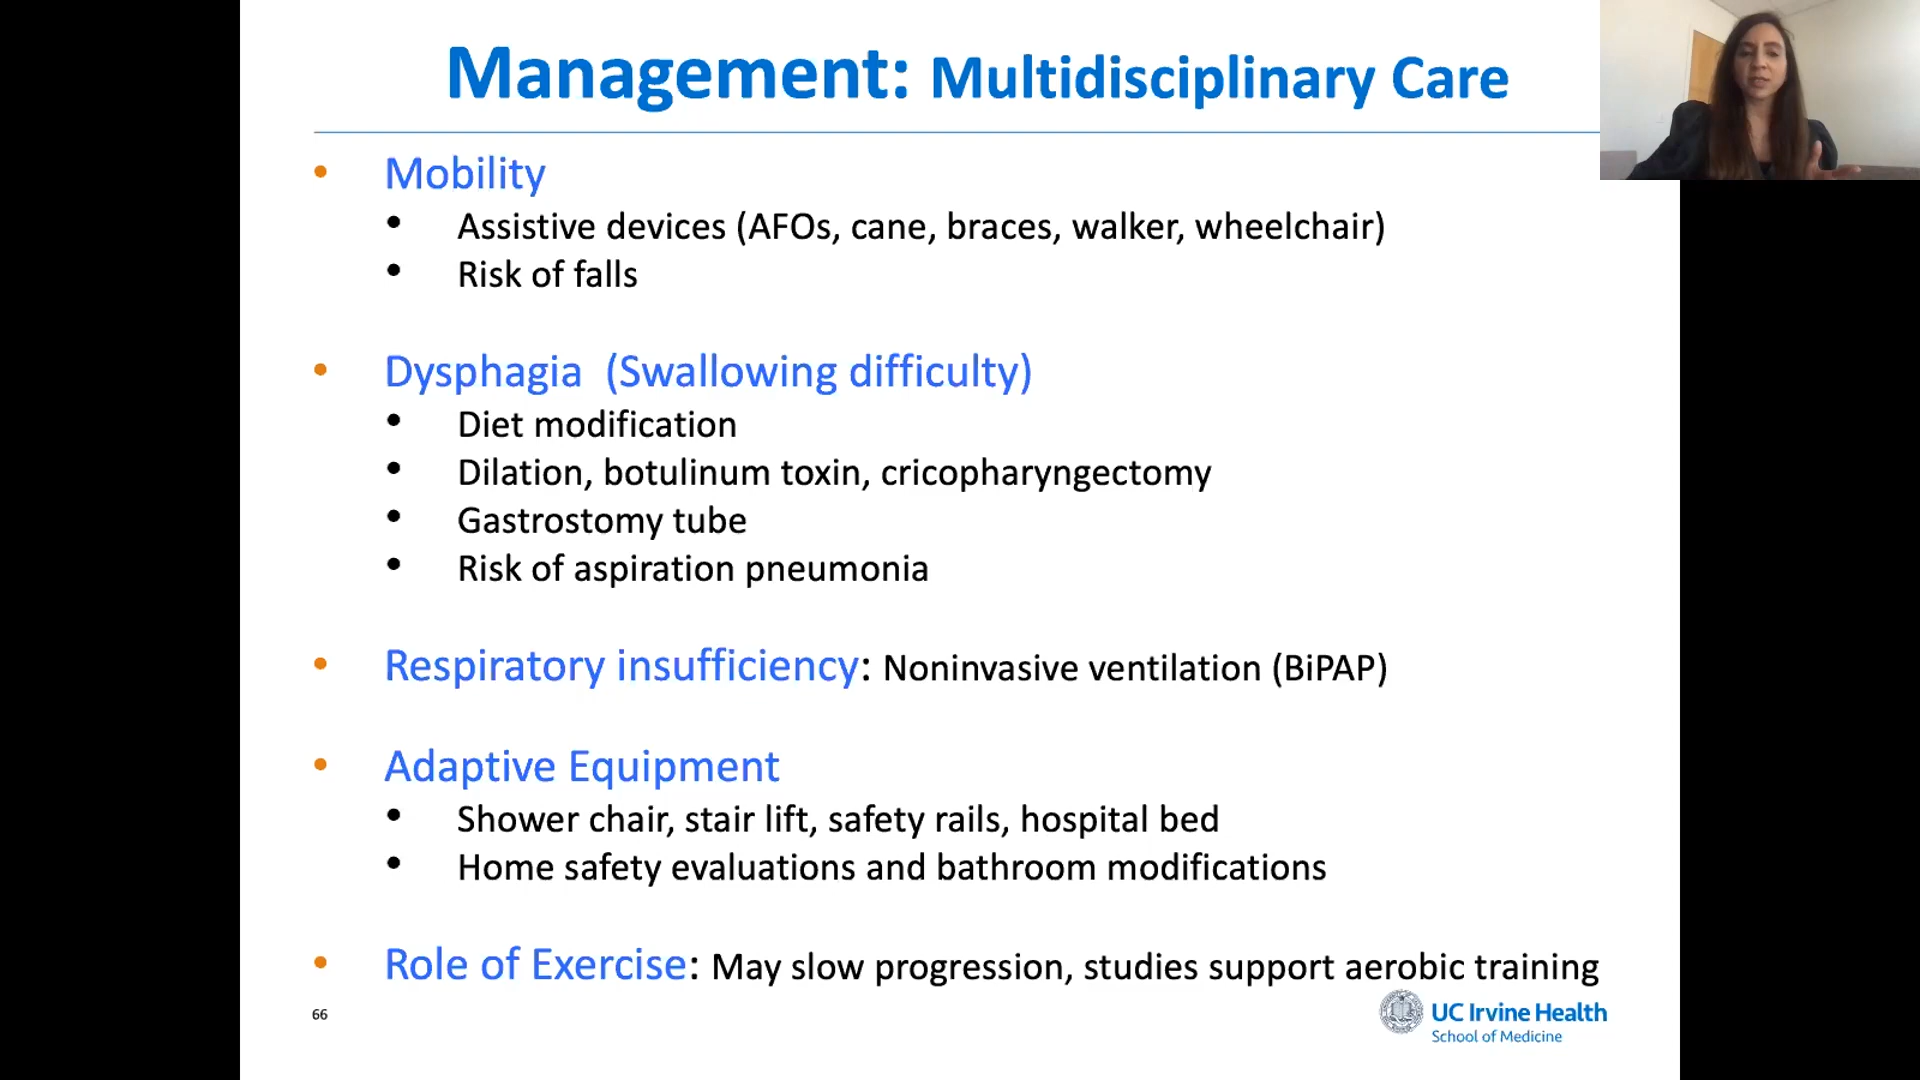 Management: Multidisciplinary Care
• Mobility
• Assistive devices (AFOs, cane, braces, walker, wheelchair)
• Risk of falls
• Dysphagia (Swallowing difficulty)
• Diet modification
• Dilation, botulinum toxin, cricopharyngectomy
• Gastrostomy tube
• Risk of aspiration pneumonia
• Respiratory insufficiency: Noninvasive ventilation (BiPAP)
• Adaptive Equipment
• Shower chair, stair lift, safety rails, hospital bed
• Home safety evaluations and bathroom modifications
• Role of Exercise: May slow progression, studies support aerobic training
66
UC Irvine Health
School of Medicine